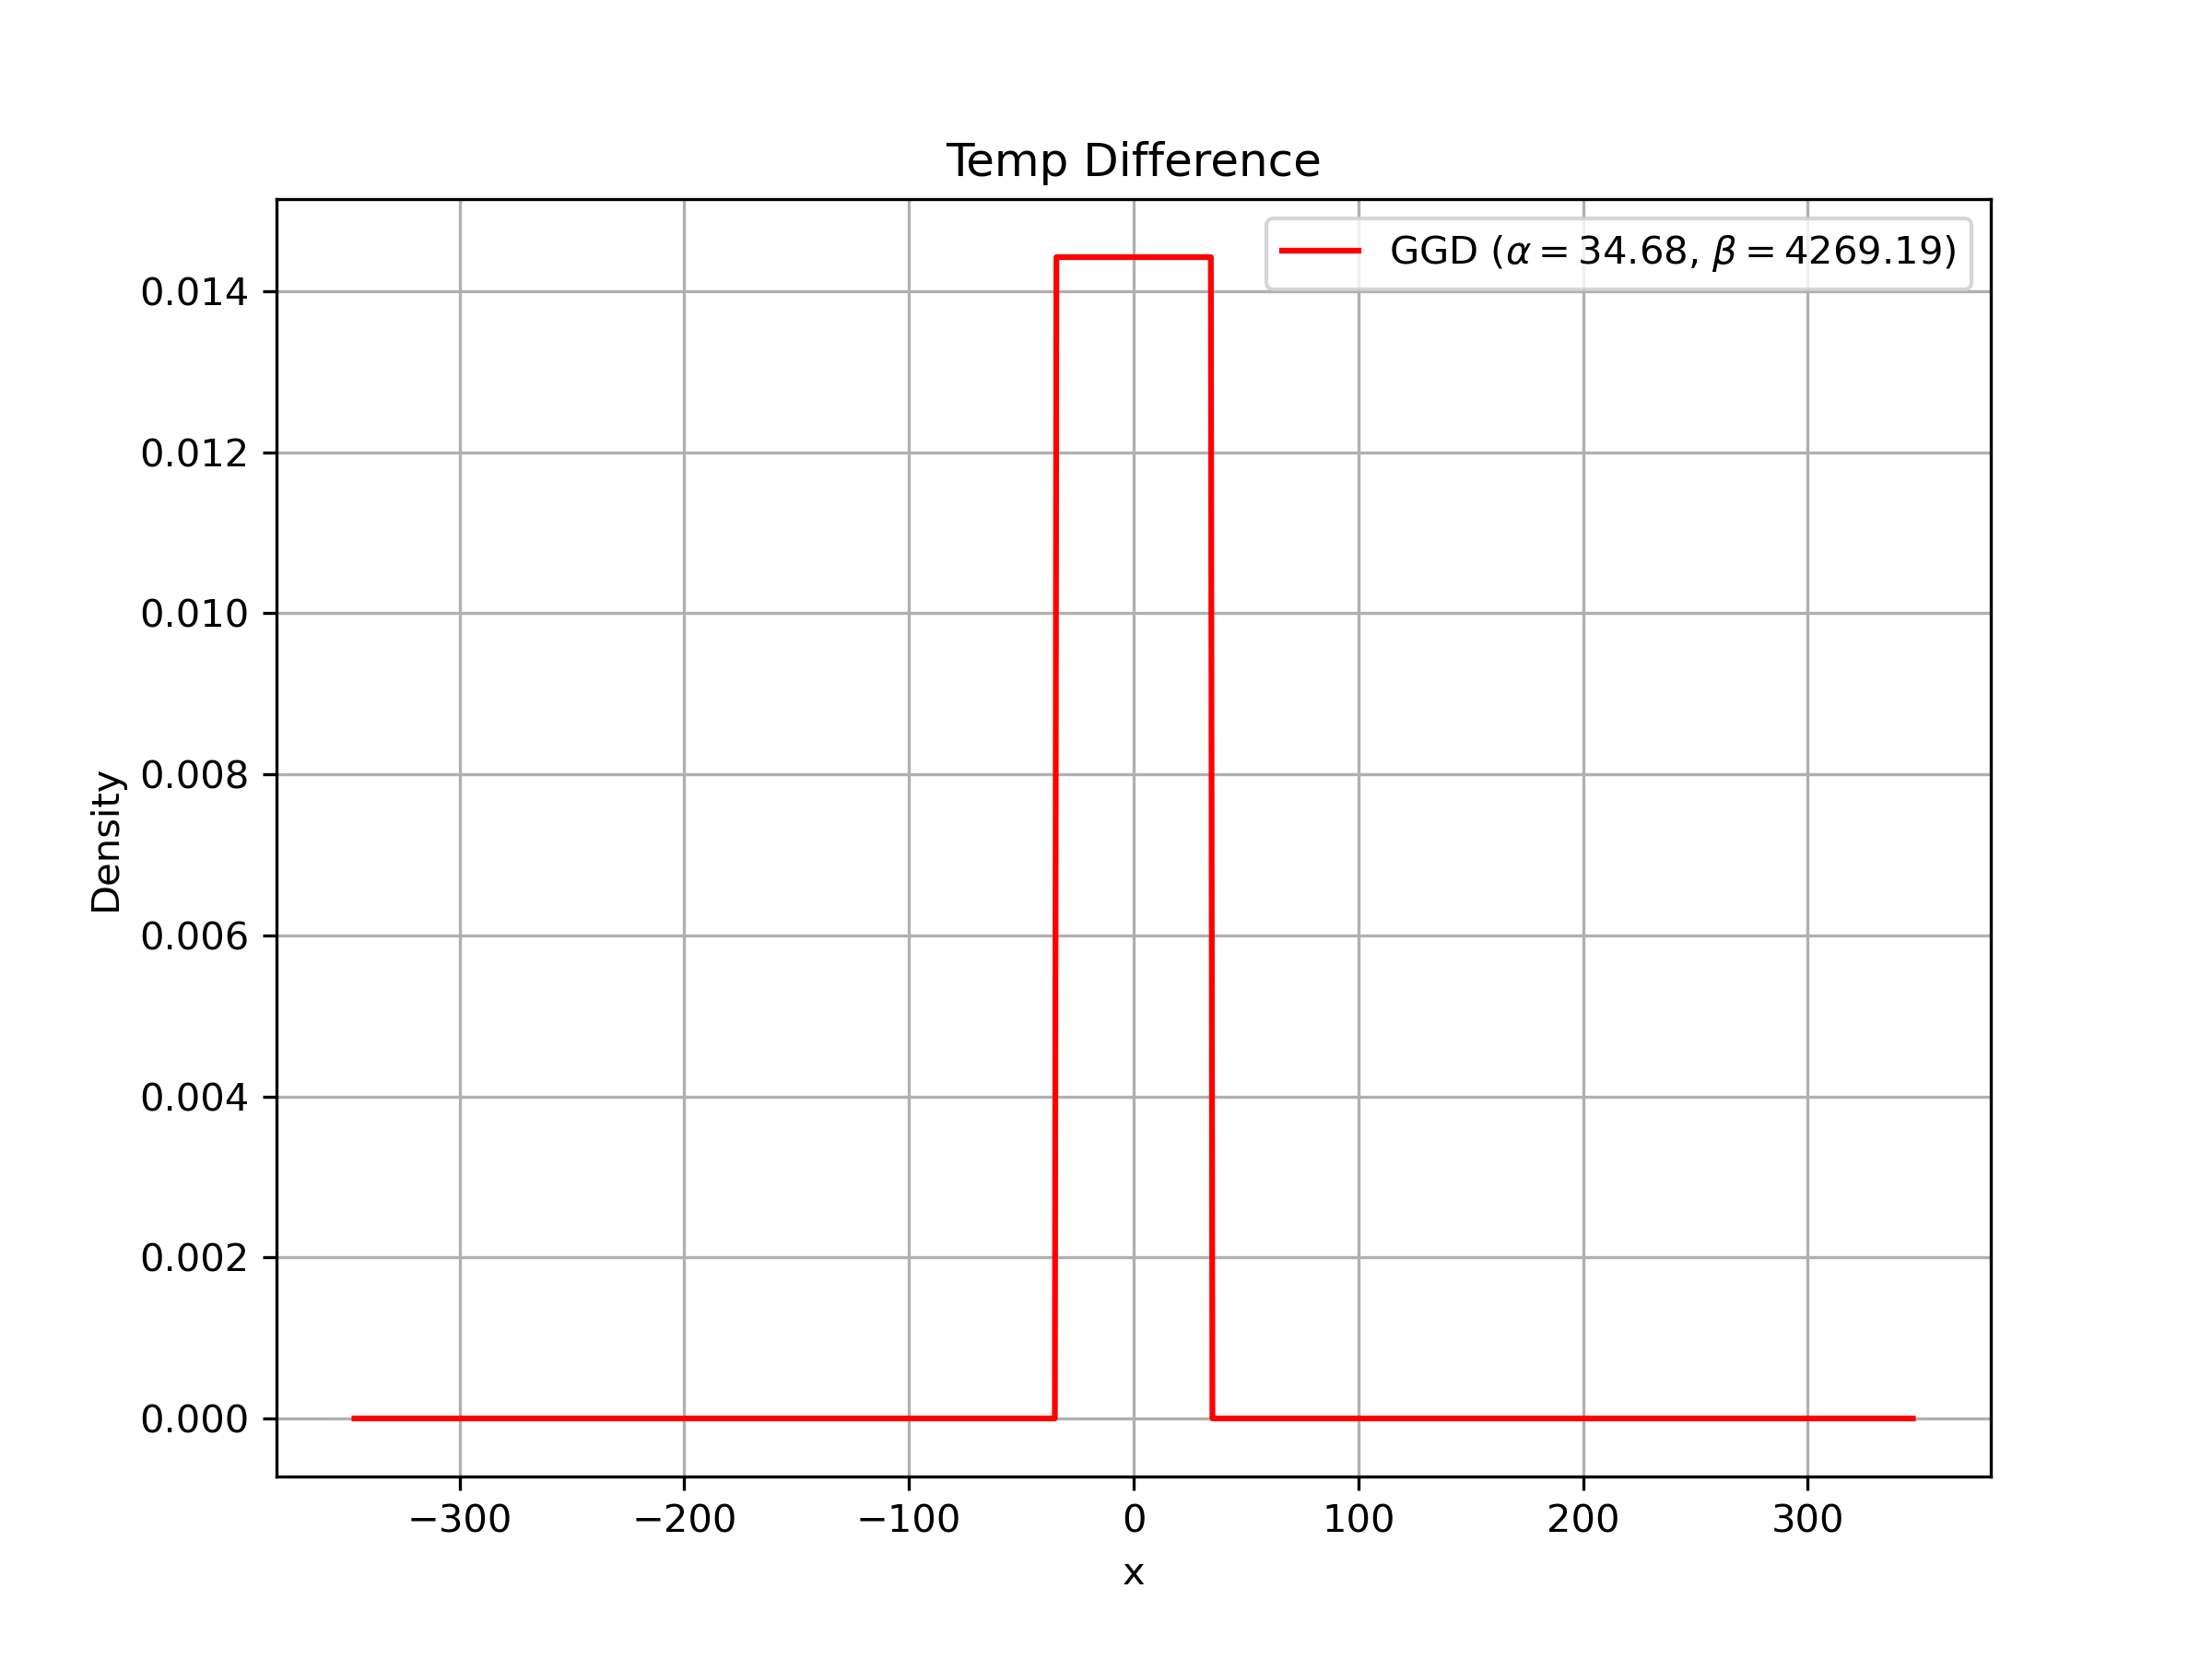 Temp Difference
GGD (α = 34.68, β = 4269.19)
0.014
0.012
0.010
0.008
0.006
0.004
0.002
0.000
Density
−300 −200 −100 0 100 200 300
x